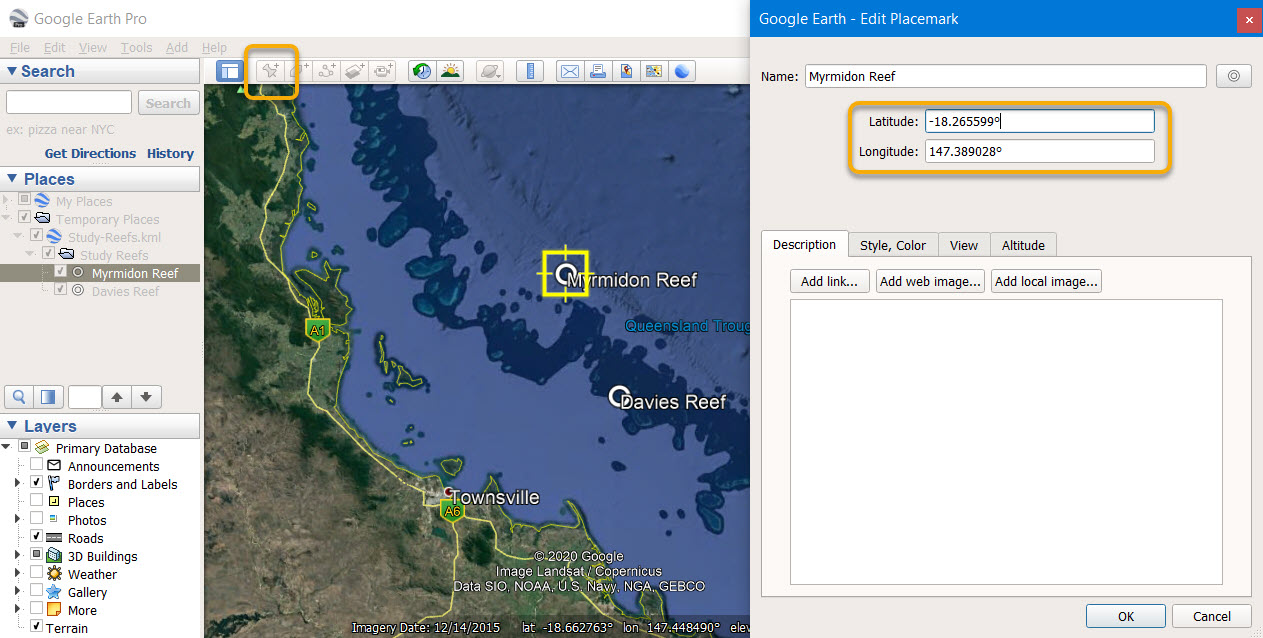 Google Earth Pro
File Edit View Tools Add Help
Search
Search
ex: pizza near NYC
Get Directions History
Places
My Places
Temporary Places
Study-Reefs.kml
Study Reefs
Myrmidon Reef
Davies Reef
Layers
Primary Database
Announcements
Borders and Labels
Places
Photos
Roads
3D Buildings
Weather
Gallery
More
Terrain
Myrmidon Reef
Queensland Troug
Davies Reef
A1
Townsville
A6
© 2020 Google
Image Landsat / Copernicus
Data SIO, NOAA, U.S. Navy, NGA, GEBCO
Imagery Date: 12/14/2015 lat -18.662763° lon 147.448490° elev
Google Earth - Edit Placemark
Name: Myrmidon Reef
Latitude: -18.265599°
Longitude: 147.389028°
Description Style, Color View Altitude
Add link... Add web image... Add local image...
OK Cancel